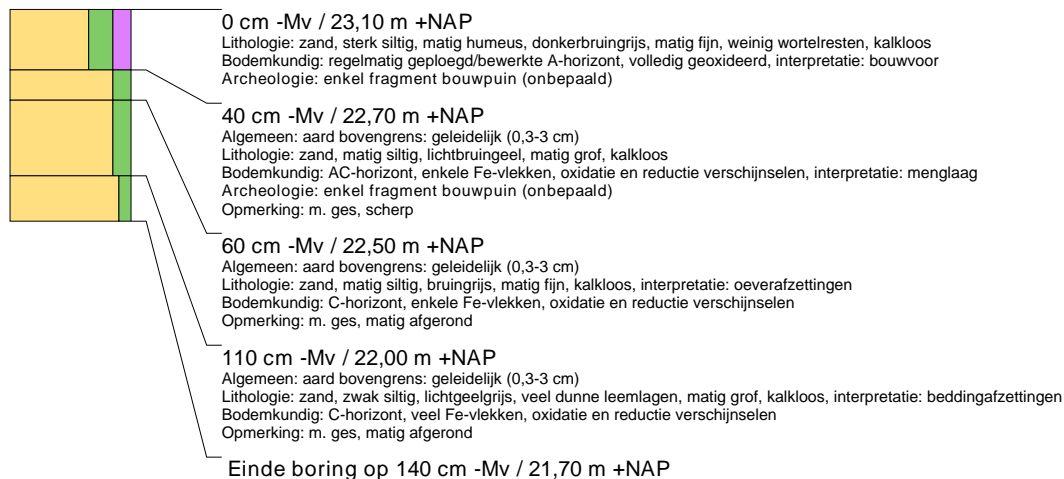 0 cm -Mv / 23,10 m +NAP
Lithologie: zand, sterk siltig, matig humeus, donkerbruingrijs, matig fijn, weinig wortelresten, kalkloos
Bodemkundig: regelmatig geploegd/bewerkte A-horizont, volledig geoxideerd, interpretatie: bouwvoor
Archeologie: enkel fragment bouwpuin (onbepaald)
40 cm -Mv / 22,70 m +NAP
Algemeen: aard bovengrens: geleidelijk (0,3-3 cm)
Lithologie: zand, matig siltig, lichtbruingeel, matig grof, kalkloos
Bodemkundig: AC-horizont, enkele Fe-vlekken, oxidatie en reductie verschijnselen, interpretatie: menglaag
Archeologie: enkel fragment bouwpuin (onbepaald)
Opmerking: m. ges, scherp
60 cm -Mv / 22,50 m +NAP
Algemeen: aard bovengrens: geleidelijk (0,3-3 cm)
Lithologie: zand, matig siltig, bruingrijs, matig fijn, kalkloos, interpretatie: oeverafzettingen
Bodemkundig: C-horizont, enkele Fe-vlekken, oxidatie en reductie verschijnselen
Opmerking: m. ges, matig afgerond
110 cm -Mv / 22,00 m +NAP
Algemeen: aard bovengrens: geleidelijk (0,3-3 cm)
Lithologie: zand, zwak siltig, lichtgeelgrijs, veel dunne leemlagen, matig grof, kalkloos, interpretatie: beddingafzettingen
Bodemkundig: C-horizont, veel Fe-vlekken, oxidatie en reductie verschijnselen
Opmerking: m. ges, matig afgerond
Einde boring op 140 cm -Mv / 21,70 m +NAP